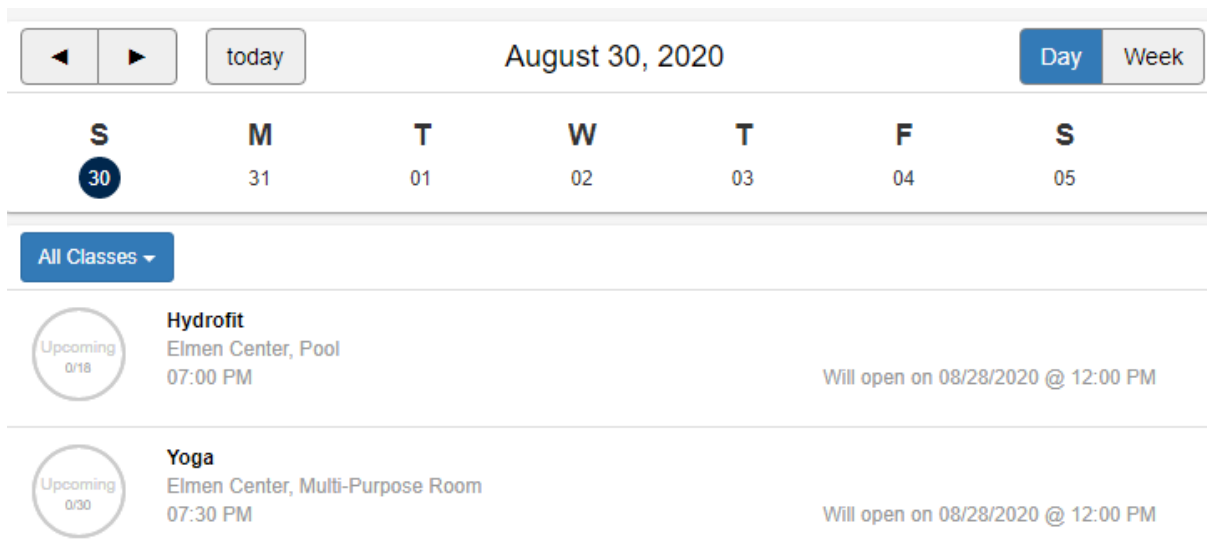 ◄ ► today August 30, 2020 Day Week
S M T W T F S
30 31 01 02 03 04 05
All Classes
Hydrofit
Upcoming Elmen Center, Pool
0/18
07:00 PM Will open on 08/28/2020 @ 12:00 PM
Yoga
Upcoming Elmen Center, Multi-Purpose Room
0/30
07:30 PM Will open on 08/28/2020 @ 12:00 PM